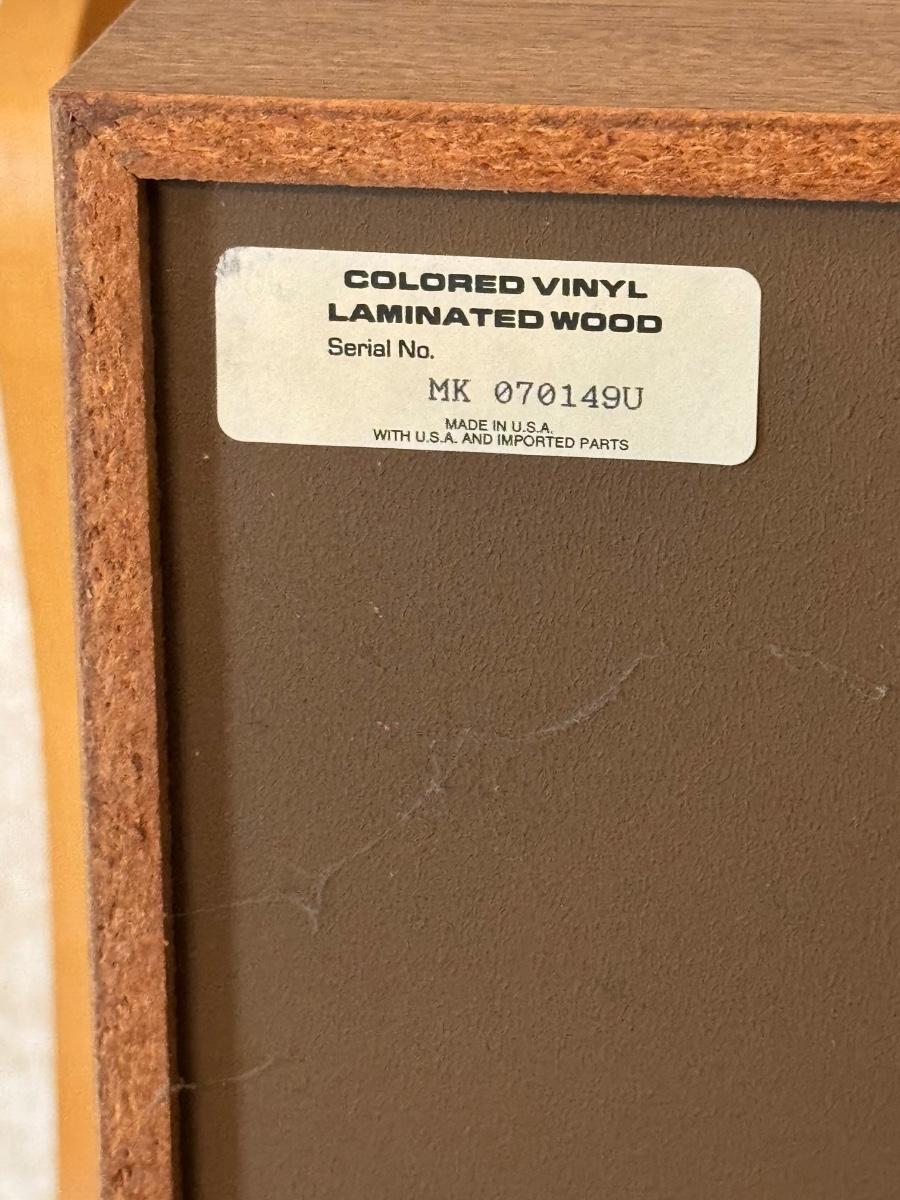 COLORED VINYL
LAMINATED WOOD
Serial No.
MK 070149U
MADE IN U.S.A.
WITH U.S.A. AND IMPORTED PARTS